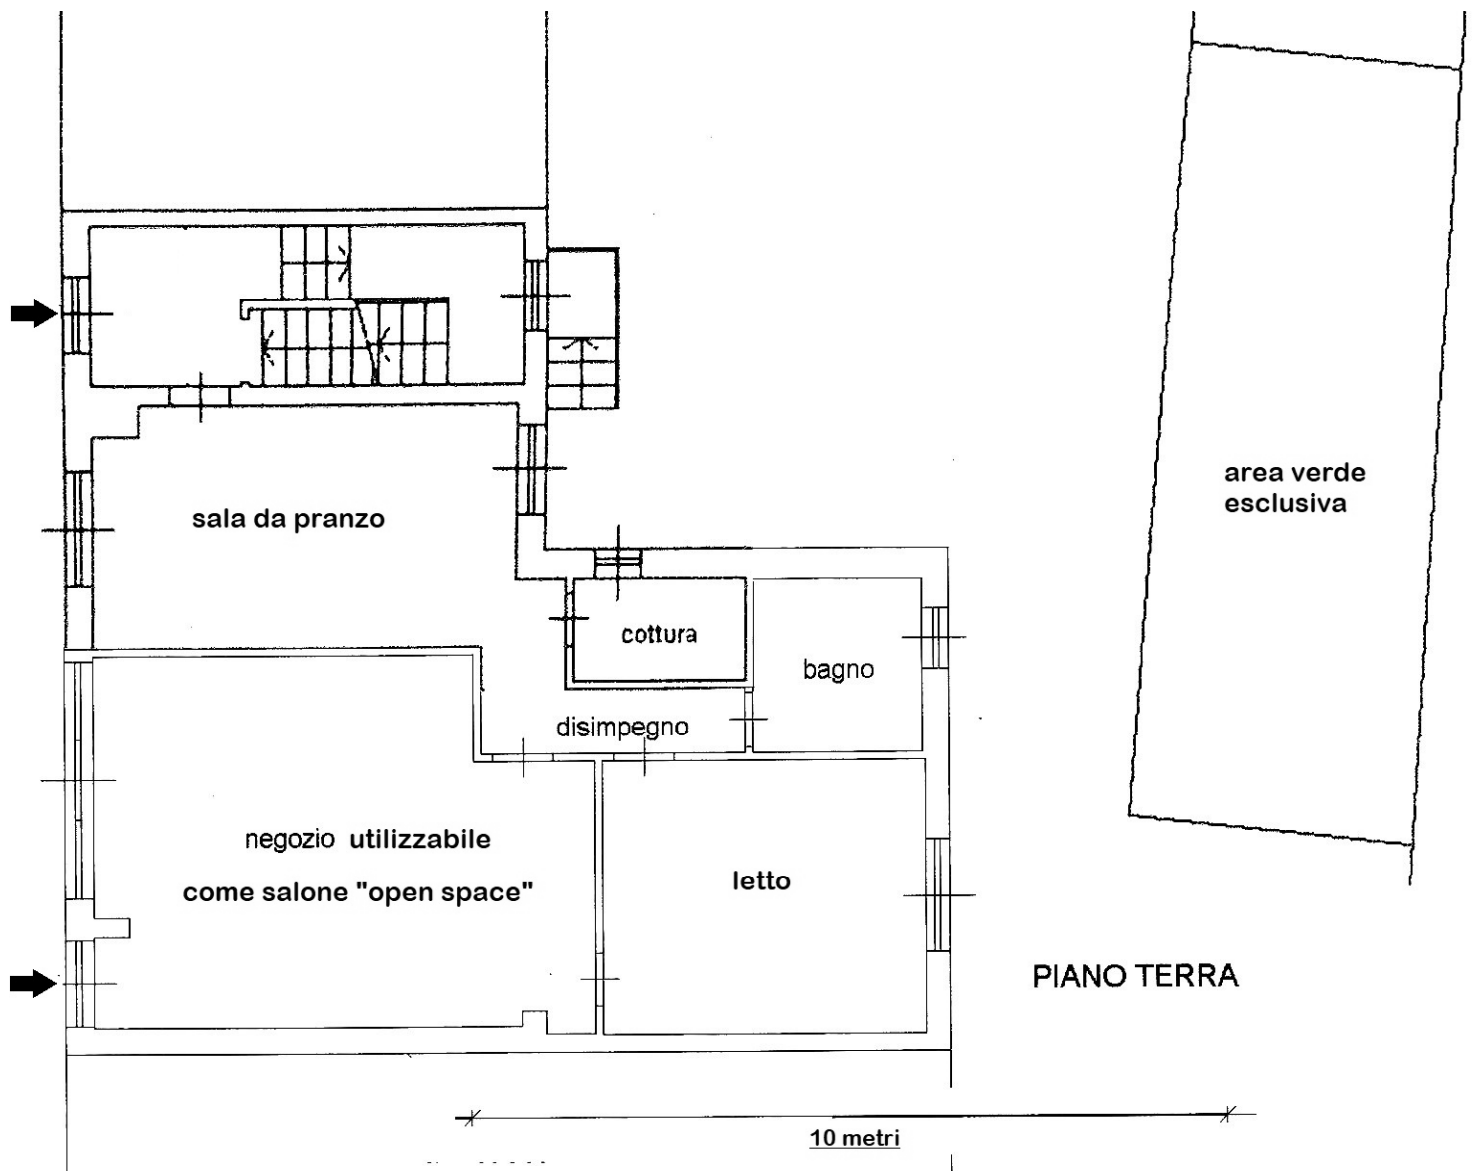 area verde
esclusiva
sala da pranzo
cottura
bagno
disimpegno
negozio utilizzabile
come salone "open space"
letto
PIANO TERRA
10 metri